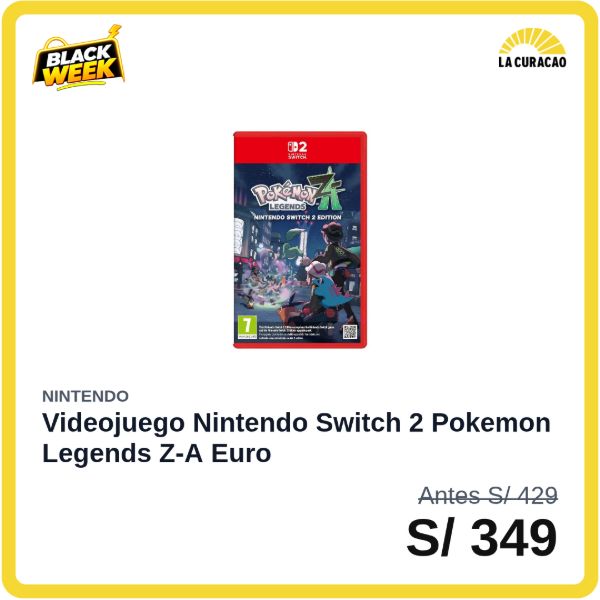 BLACK
WEEK
LA CURACAO
2
NINTENDO
SWITCH
POKéMON
LEGENDS
ZA
NINTENDO SWITCH 2 EDITION
7
NINTENDO
Videojuego Nintendo Switch 2 Pokemon
Legends Z-A Euro
Antes S/ 429
S/ 349